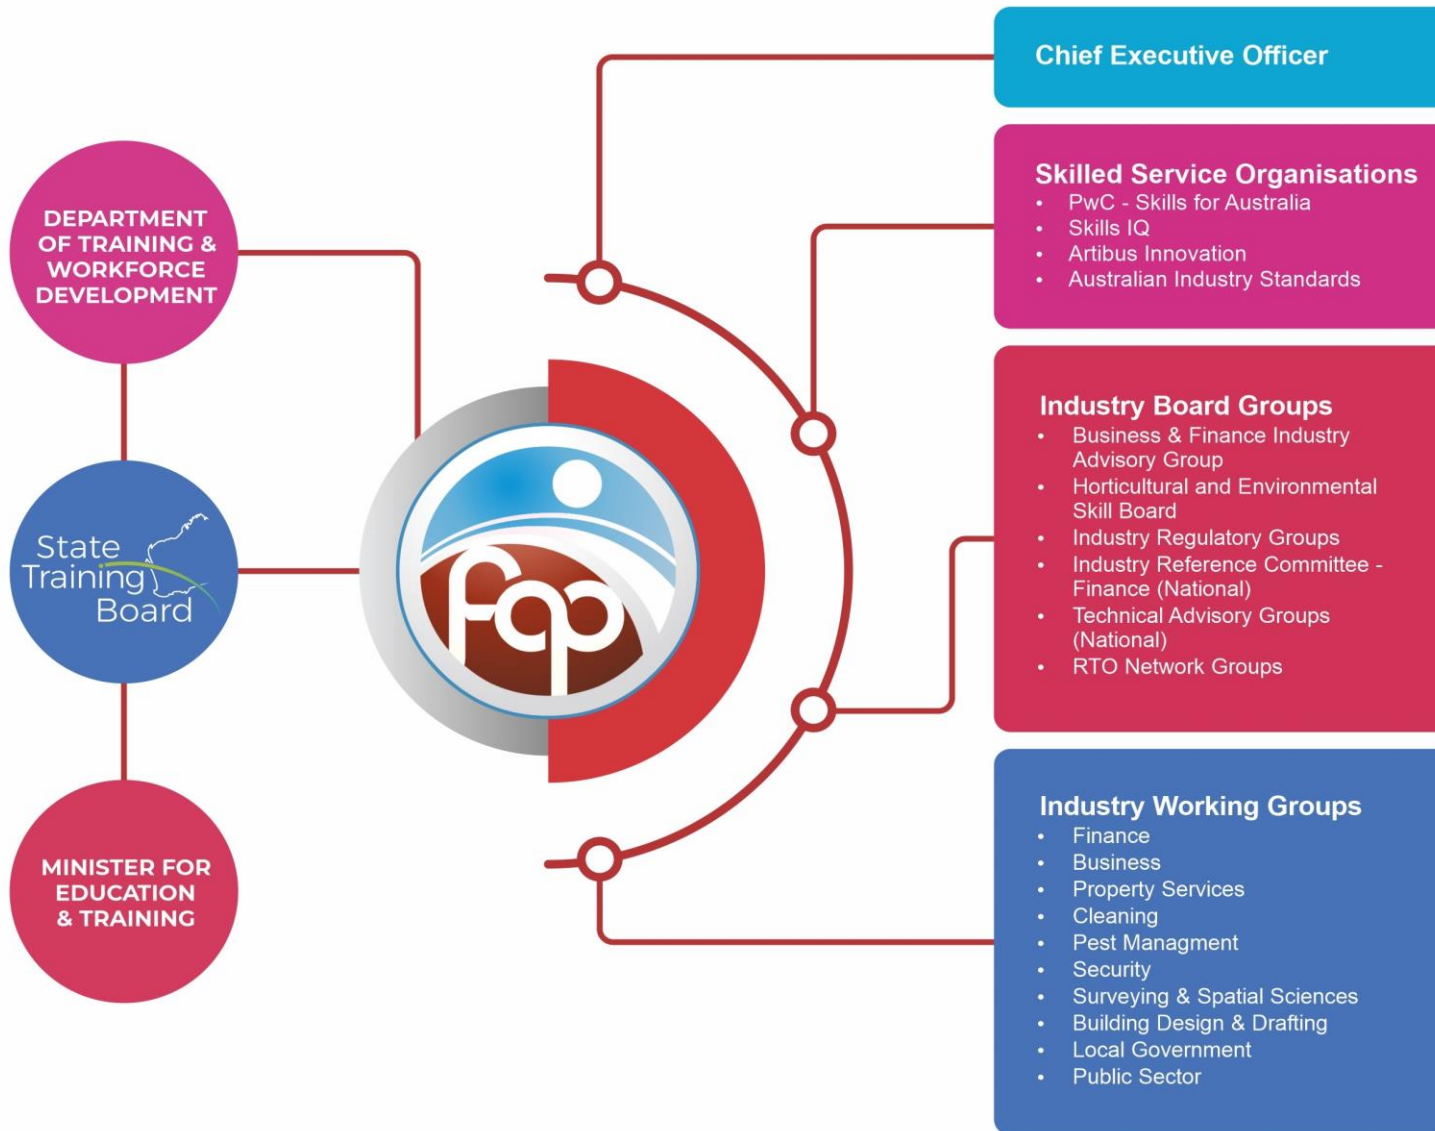 DEPARTMENT
OF TRAINING &
WORKFORCE
DEVELOPMENT
State
Training
Board
MINISTER FOR
EDUCATION
& TRAINING
fap
Chief Executive Officer
Skilled Service Organisations
• PwC - Skills for Australia
• Skills IQ
• Artibus Innovation
• Australian Industry Standards
Industry Board Groups
• Business & Finance Industry
Advisory Group
• Horticultural and Environmental
Skill Board
• Industry Regulatory Groups
• Industry Reference Committee -
Finance (National)
• Technical Advisory Groups
(National)
• RTO Network Groups
Industry Working Groups
• Finance
• Business
• Property Services
• Cleaning
• Pest Managment
• Security
• Surveying & Spatial Sciences
• Building Design & Drafting
• Local Government
• Public Sector